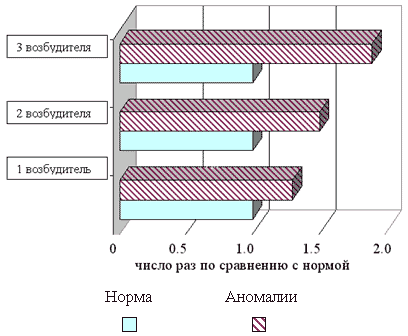 3 возбудителя
2 возбудителя
1 возбудитель
0 0.5 1.0 1.5 2.0
число раз по сравнению с нормой
Норма Аномалии